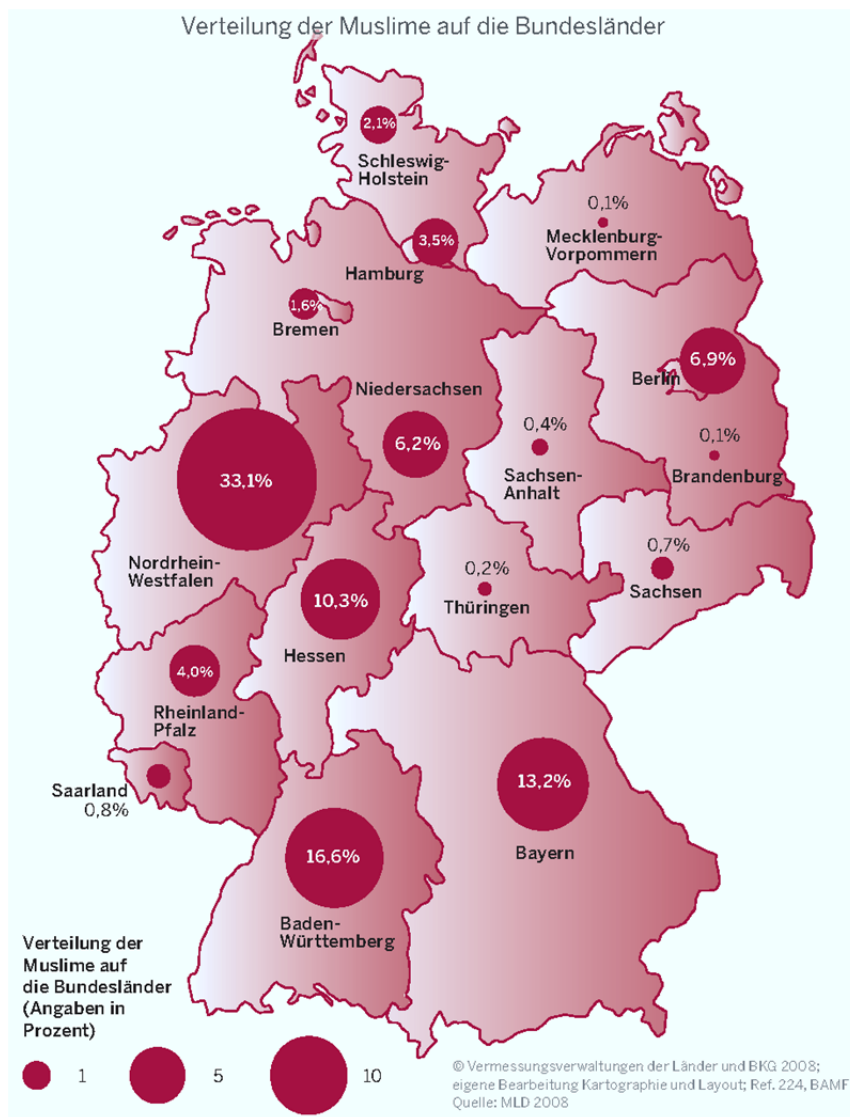 Verteilung der Muslime auf die Bundesländer
2,1%
Schleswig-
Holstein
0,1%
Mecklenburg-
Vorpommern
3,5%
Hamburg
1,6%
Bremen
6,9%
Berlin
Niedersachsen
6,2%
0,4%
Sachsen-
Anhalt
0,1%
Brandenburg
33,1%
Nordrhein-
Westfalen
0,7%
Sachsen
0,2%
Thüringen
10,3%
Hessen
4,0%
Rheinland-
Pfalz
Saarland
0,8%
13,2%
Bayern
16,6%
Baden-
Württemberg
Verteilung der
Muslime auf
die Bundesländer
(Angaben in
Prozent)
1
5
10
© Vermessungsverwaltungen der Länder und BKG 2008;
eigene Bearbeitung Kartographie und Layout; Ref. 224, BAMF
Quelle: MLD 2008